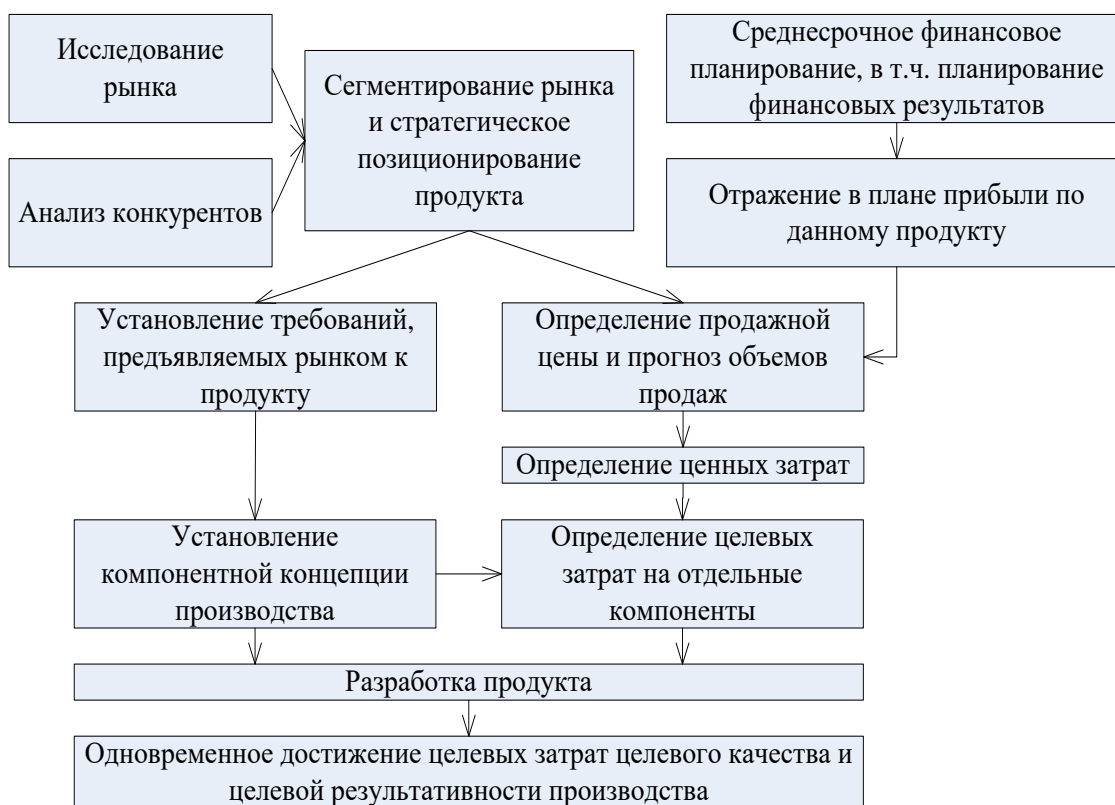 Исследование
рынка
Анализ конкурентов
Сегментирование рынка
и стратегическое
позиционирование
продукта
Среднесрочное финансовое
планирование, в т.ч. планирование
финансовых результатов
Отражение в плане прибыли по
данному продукту
Установление требований,
предъявляемых рынком к
продукту
Определение продажной
цены и прогноз объемов
продаж
Определение ценных затрат
Установление
компонентной концепции
производства
Определение целевых
затрат на отдельные
компоненты
Разработка продукта
Одновременное достижение целевых затрат целевого качества и
целевой результативности производства